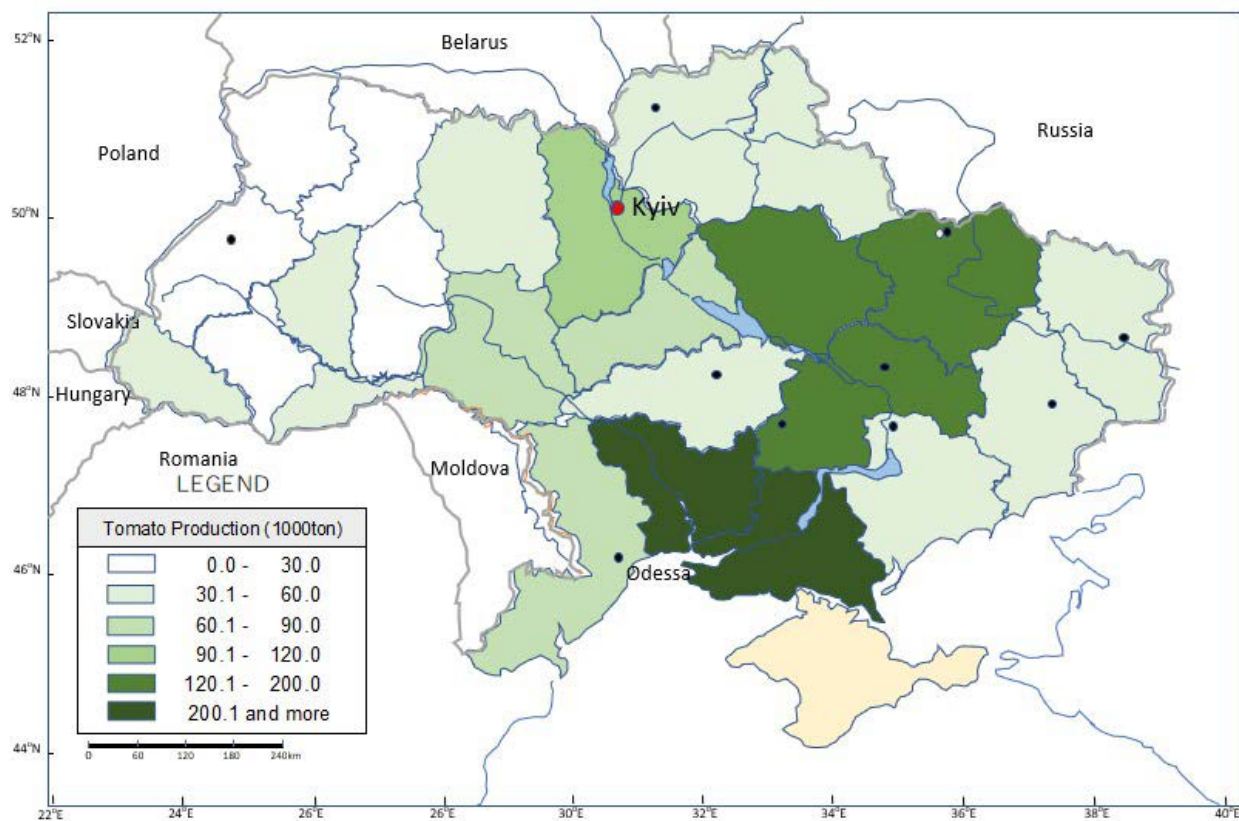 52°N
Belarus
Russia
Poland
50°N
Kyiv
Slovakia
48°N
Hungary
Romania
Moldova
LEGEND
Tomato Production (1000ton)
0.0 - 30.0
30.1 - 60.0
60.1 - 90.0
90.1 - 120.0
120.1 - 200.0
200.1 and more
46°N
Odessa
44°N
0 60 120 180 240km
22°E 24°E 26°E 26°E 30°E 32°E 34°E 36°E 38°E 40°E